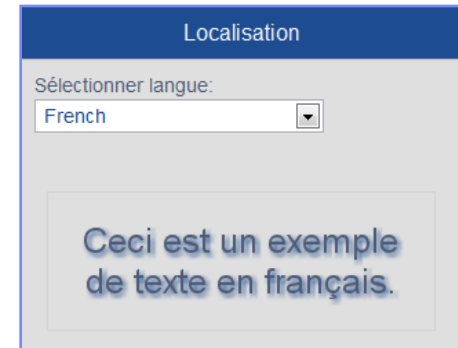 Localisation
Sélectionner langue:
French
Ceci est un exemple
de texte en français.